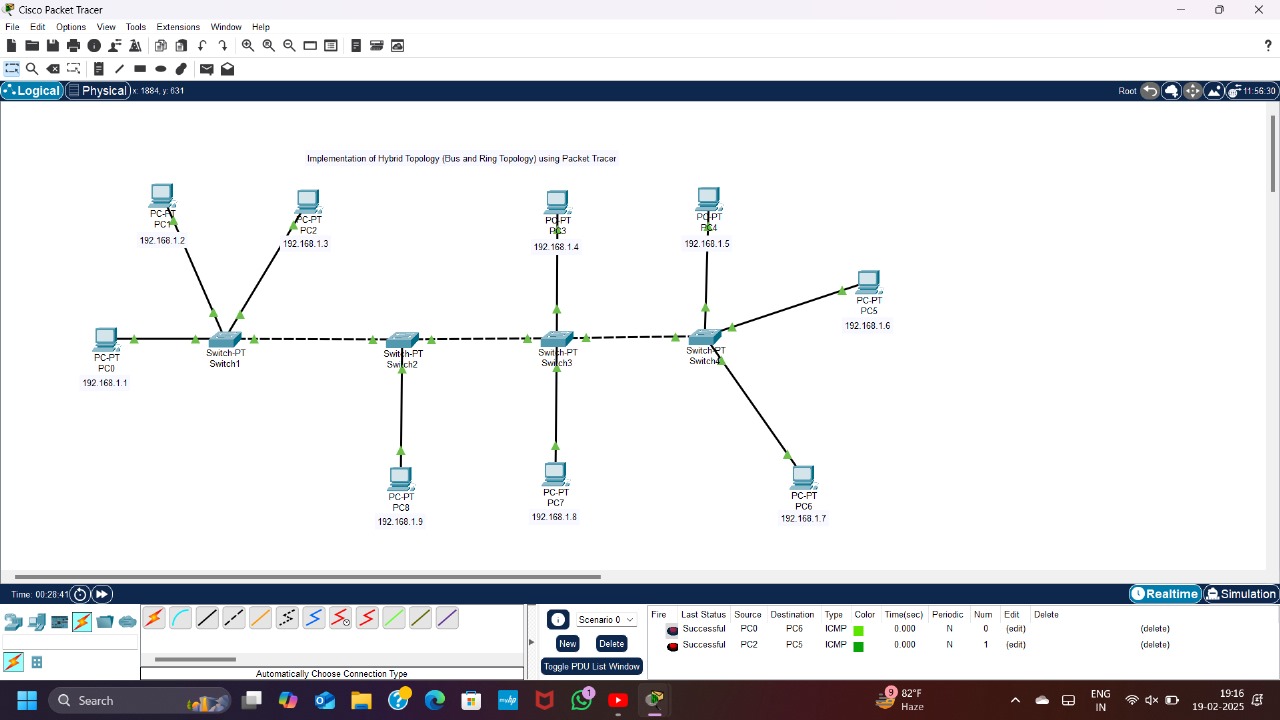 Cisco Packet Tracer
File Edit Options View Tools Extensions Window Help
?
Logical Physical x: 1884, y: 631 Root 11:56:30
Implementation of Hybrid Topology (Bus and Ring Topology) using Packet Tracer
PC-PT
PC1
192.168.1.2
PC-PT
PC2
192.168.1.3
PC-PT
PC3
192.168.1.4
PC-PT
PC4
192.168.1.5
PC-PT
PC5
192.168.1.6
PC-PT
PC0
192.168.1.1
Switch-PT
Switch1
Switch-PT
Switch2
Switch-PT
Switch3
Switch-PT
Switch4
PC-PT
PC8
192.168.1.9
PC-PT
PC7
192.168.1.8
PC-PT
PC6
192.168.1.7
Time: 00:28:41 Realtime Simulation
Scenario 0
New Delete
Toggle PDU List Window
Automatically Choose Connection Type
Fire Last Status Source Destination Type Color Time(sec) Periodic Num Edit Delete
Successful PC0 PC6 ICMP 0.000 N 0 (edit) (delete)
Successful PC2 PC5 ICMP 0.000 N 1 (edit) (delete)
Search
myhp
1
9
82°F
Haze
ENG
IN
19:16
19-02-2025